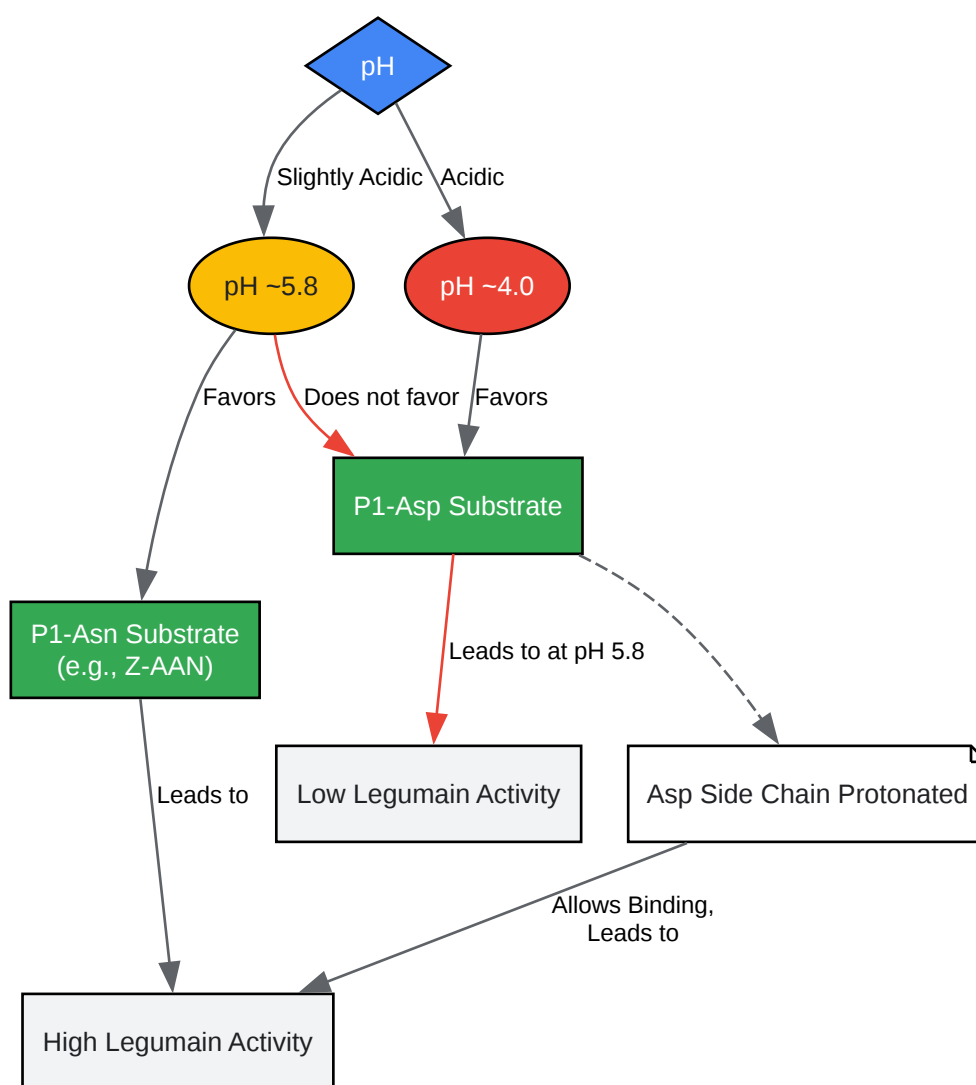 pH
Slightly Acidic
Acidic
pH ~5.8
pH ~4.0
Favors
Does not favor
Favors
P1-Asp Substrate
P1-Asn Substrate
(e.g., Z-AAN)
Leads to at pH 5.8
Leads to
Low Legumain Activity
Asp Side Chain Protonated
Allows Binding,
Leads to
High Legumain Activity